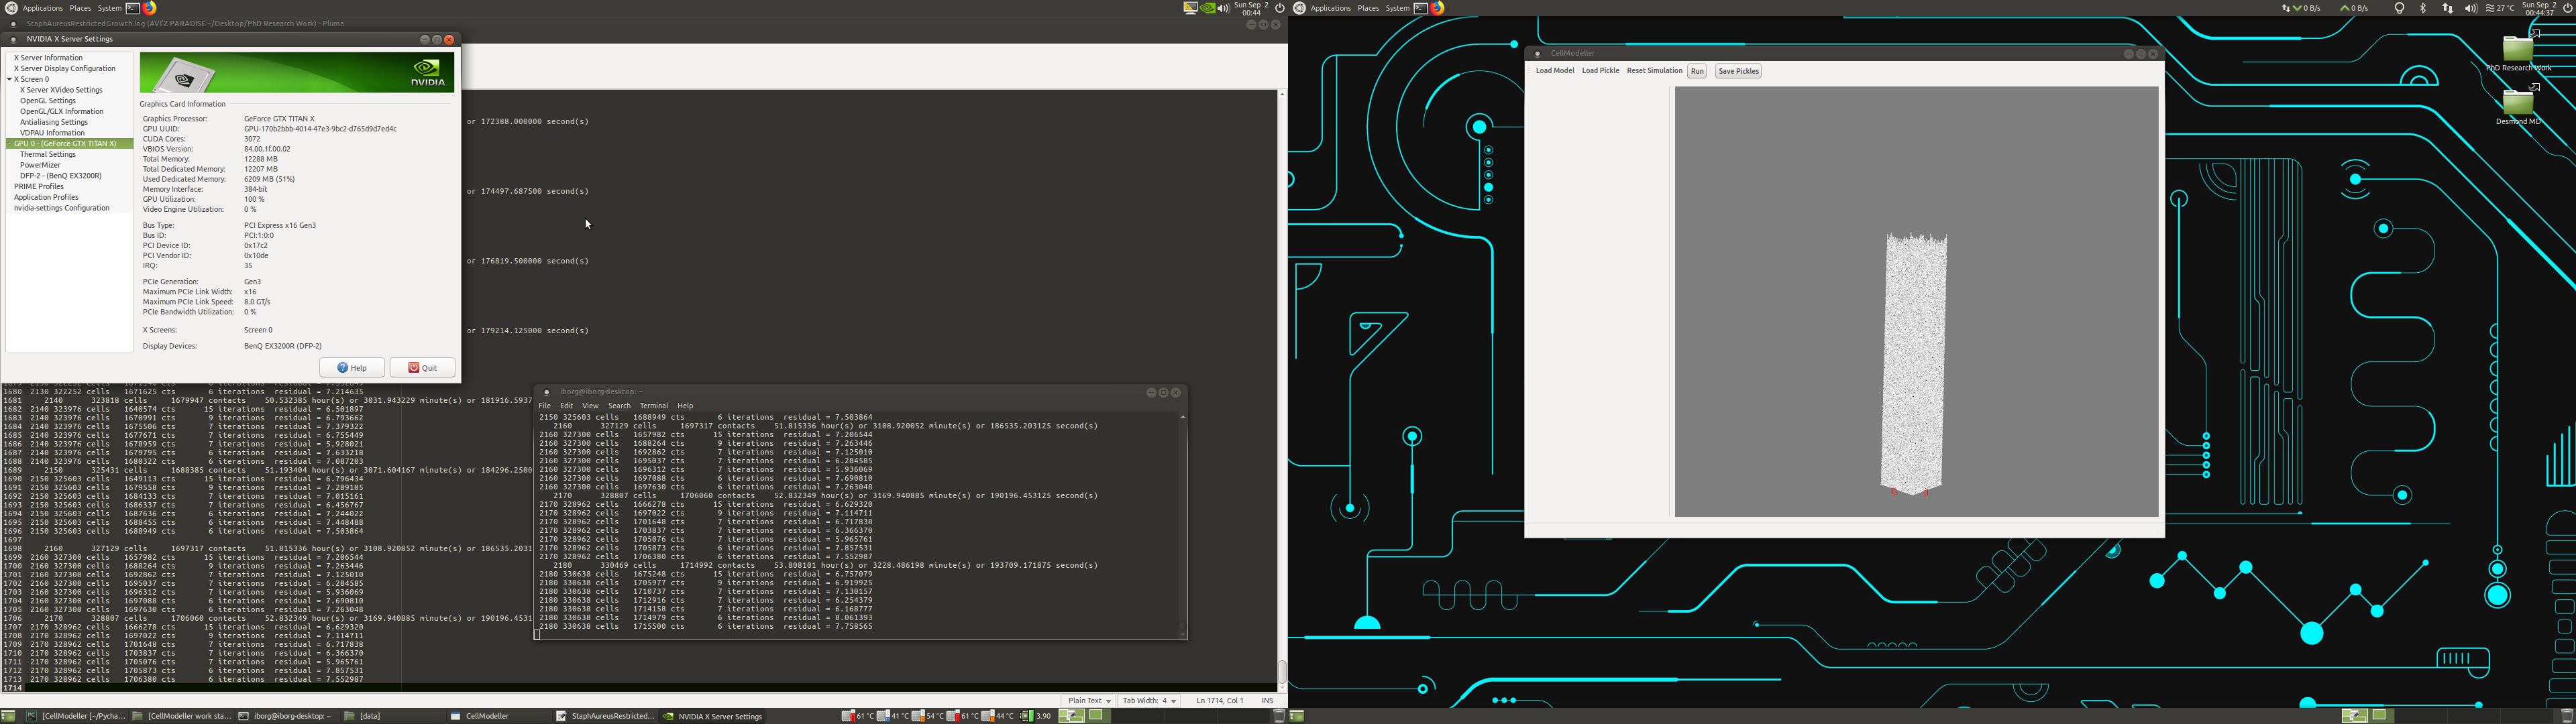 Applications Places System
Sun Sep 2
00:44
StaphAureusRestrictedGrowth.log (AVI'Z PARADISE ~/Desktop/PhD Research Work) - Pluma
NVIDIA X Server Settings
X Server Information
X Server Display Configuration
X Screen 0
X Server XVideo Settings
OpenGL Settings
OpenGL/GLX Information
Antialiasing Settings
VDPAU Information
GPU 0 - (GeForce GTX TITAN X)
Thermal Settings
PowerMizer
DFP-2 - (BenQ EX3200R)
PRIME Profiles
Application Profiles
nvidia-settings Configuration
NVIDIA
Graphics Card Information
Graphics Processor: GeForce GTX TITAN X
GPU UUID: GPU-170b2bbb-4014-47e3-9bc2-d765d9d7ed4c
CUDA Cores: 3072
VBIOS Version: 84.00.1f.00.02
Total Memory: 12288 MB
Total Dedicated Memory: 12207 MB
Used Dedicated Memory: 6209 MB (51%)
Memory Interface: 384-bit
GPU Utilization: 100 %
Video Engine Utilization: 0 %
Bus Type: PCI Express x16 Gen3
Bus ID: PCI:1:0:0
PCI Device ID: 0x17c2
PCI Vendor ID: 0x10de
IRQ: 35
PCIe Generation: Gen3
Maximum PCIe Link Width: x16
Maximum PCIe Link Speed: 8.0 GT/s
PCIe Bandwidth Utilization: 0 %
X Screens: Screen 0
Display Devices: BenQ EX3200R (DFP-2)
Help Quit
or 172388.000000 second(s)
or 174497.687500 second(s)
or 176819.500000 second(s)
or 179214.125000 second(s)
1680 2130 322252 cells 1671625 cts 7 iterations residual = 7.214635
1681 2140 323818 cells 1679947 contacts 50.532385 hour(s) or 3031.943229 minute(s) or 181916.5937
1682 2140 323976 cells 1640574 cts 15 iterations residual = 6.501897
1683 2140 323976 cells 1670991 cts 9 iterations residual = 6.793662
1684 2140 323976 cells 1675506 cts 7 iterations residual = 7.379322
1685 2140 323976 cells 1677671 cts 7 iterations residual = 6.755449
1686 2140 323976 cells 1678959 cts 7 iterations residual = 5.928021
1687 2140 323976 cells 1679795 cts 6 iterations residual = 7.633218
1688 2140 323976 cells 1680322 cts 6 iterations residual = 7.087203
1689 2150 325431 cells 1688385 contacts 51.193404 hour(s) or 3071.604167 minute(s) or 184296.2500
1690 2150 325603 cells 1649113 cts 15 iterations residual = 6.796434
1691 2150 325603 cells 1679558 cts 9 iterations residual = 7.289105
1692 2150 325603 cells 1684133 cts 7 iterations residual = 7.015161
1693 2150 325603 cells 1686337 cts 7 iterations residual = 6.456767
1694 2150 325603 cells 1687636 cts 6 iterations residual = 7.244022
1695 2150 325603 cells 1688455 cts 6 iterations residual = 7.448488
1696 2150 325603 cells 1688949 cts 6 iterations residual = 7.503864
1697
1698 2160 327129 cells 1697317 contacts 51.815336 hour(s) or 3108.920052 minute(s) or 186535.2031
1699 2160 327300 cells 1657982 cts 15 iterations residual = 7.206544
1700 2160 327300 cells 1688264 cts 9 iterations residual = 7.263446
1701 2160 327300 cells 1692862 cts 7 iterations residual = 7.125010
1702 2160 327300 cells 1695037 cts 7 iterations residual = 6.284585
1703 2160 327300 cells 1696312 cts 7 iterations residual = 5.936069
1704 2160 327300 cells 1697088 cts 6 iterations residual = 7.690810
1705 2160 327300 cells 1697630 cts 6 iterations residual = 7.263048
1706 2170 328807 cells 1706060 contacts 52.832349 hour(s) or 3169.940885 minute(s) or 190196.4531
1707 2170 328962 cells 1666278 cts 15 iterations residual = 6.629320
1708 2170 328962 cells 1697022 cts 9 iterations residual = 7.114711
1709 2170 328962 cells 1701648 cts 7 iterations residual = 6.717838
1710 2170 328962 cells 1703837 cts 7 iterations residual = 6.366370
1711 2170 328962 cells 1705076 cts 7 iterations residual = 5.965761
1712 2170 328962 cells 1705873 cts 6 iterations residual = 7.857531
1713 2170 328962 cells 1706380 cts 6 iterations residual = 7.552987
1714
iborg@iborg-desktop: ~
File Edit View Search Terminal Help
2150 325603 cells 1688949 cts 6 iterations residual = 7.503864
2160 327129 cells 1697317 contacts 51.815336 hour(s) or 3108.920052 minute(s) or 186535.203125 second(s)
2160 327300 cells 1657982 cts 15 iterations residual = 7.206544
2160 327300 cells 1688264 cts 9 iterations residual = 7.263446
2160 327300 cells 1692862 cts 7 iterations residual = 7.125010
2160 327300 cells 1695037 cts 7 iterations residual = 6.284585
2160 327300 cells 1696312 cts 7 iterations residual = 5.936069
2160 327300 cells 1697088 cts 6 iterations residual = 7.690810
2160 327300 cells 1697630 cts 6 iterations residual = 7.263048
2170 328807 cells 1706060 contacts 52.832349 hour(s) or 3169.940885 minute(s) or 190196.453125 second(s)
2170 328962 cells 1666278 cts 15 iterations residual = 6.629320
2170 328962 cells 1697022 cts 9 iterations residual = 7.114711
2170 328962 cells 1701648 cts 7 iterations residual = 6.717838
2170 328962 cells 1703837 cts 7 iterations residual = 6.366370
2170 328962 cells 1705076 cts 7 iterations residual = 5.965761
2170 328962 cells 1705873 cts 6 iterations residual = 7.857531
2170 328962 cells 1706380 cts 6 iterations residual = 7.552987
2180 330469 cells 1714992 contacts 53.808101 hour(s) or 3228.486198 minute(s) or 193709.171875 second(s)
2180 330638 cells 1675248 cts 15 iterations residual = 6.757079
2180 330638 cells 1705977 cts 9 iterations residual = 6.919925
2180 330638 cells 1710737 cts 7 iterations residual = 7.130157
2180 330638 cells 1712916 cts 7 iterations residual = 6.254379
2180 330638 cells 1714158 cts 7 iterations residual = 6.168777
2180 330638 cells 1714979 cts 6 iterations residual = 8.061393
2180 330638 cells 1715500 cts 6 iterations residual = 7.758565
Plain Text Tab Width: 4 Ln 1714, Col 1 INS
[CellModeller [~/Pycha... [CellModeller work sta... iborg@iborg-desktop: ~ [data] CellModeller StaphAureusRestricted... NVIDIA X Server Settings 61 °C 41 °C 54 °C 61 °C 44 °C 3.90
Applications Places System
0 B/s 0 B/s 27 °C Sun Sep 2
00:44:37
CellModeller
Load Model Load Pickle Reset Simulation Run Save Pickles
PhD Research Work
Desmond MD